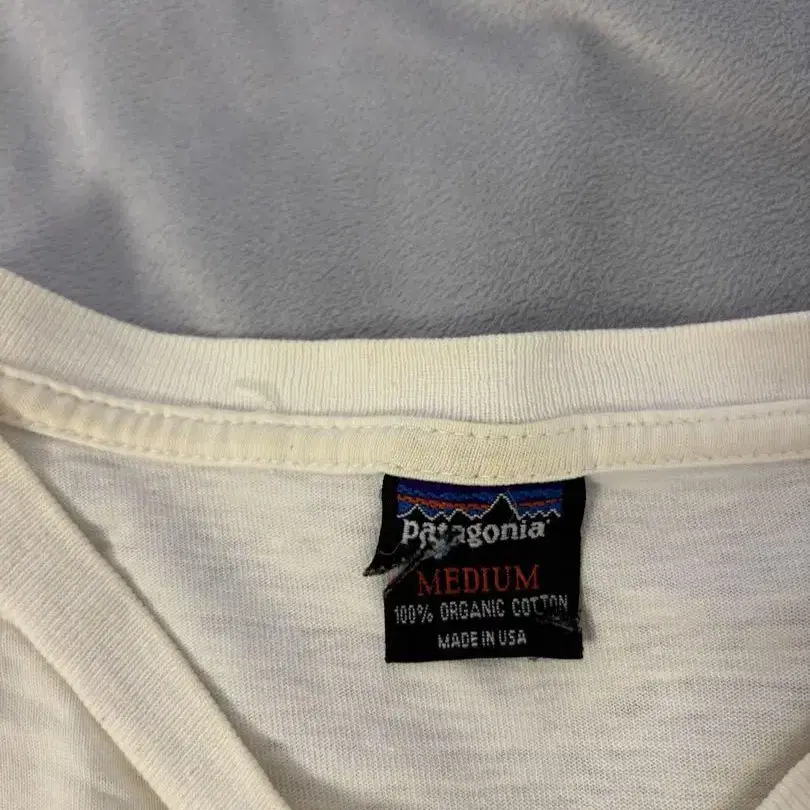 patagonia
MEDIUM
100% ORGANIC COTTON
MADE IN USA